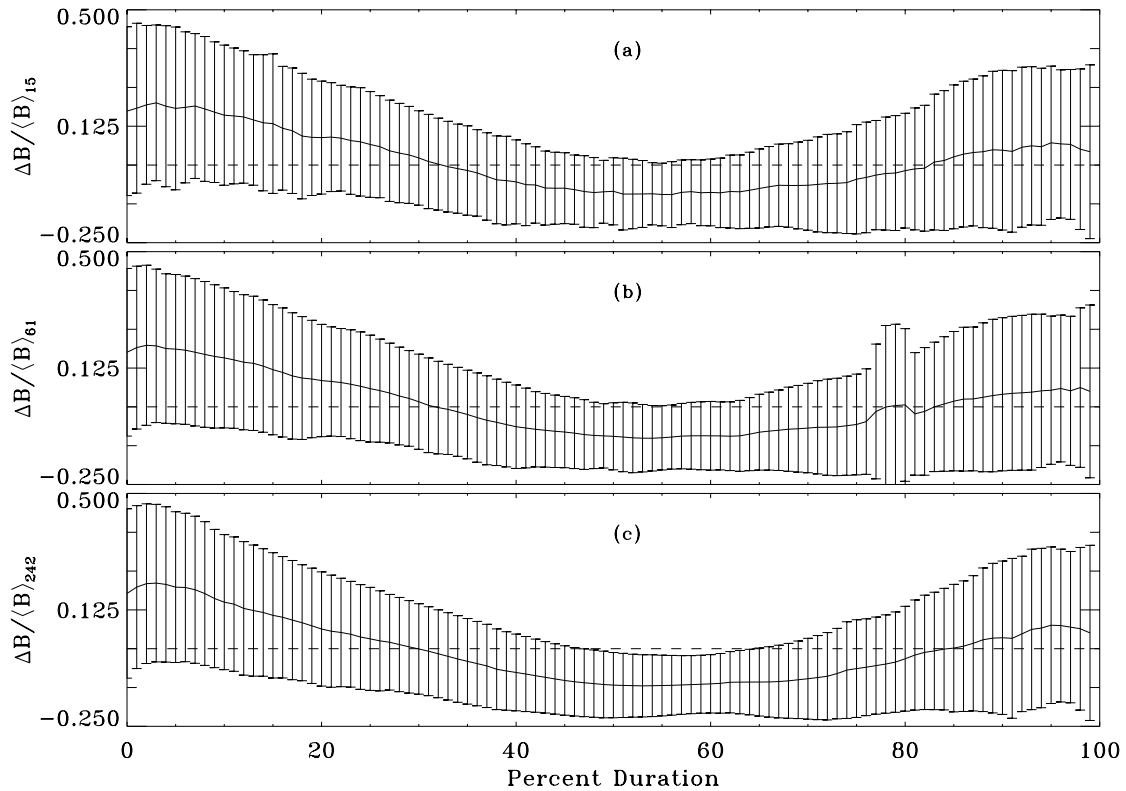 0.500
0.125
−0.250
ΔB/⟨B⟩₁₅
(a)
0.500
0.125
−0.250
ΔB/⟨B⟩₆₁
(b)
0.500
0.125
−0.250
ΔB/⟨B⟩₂₄₂
(c)
0 20 40 60 80 100
Percent Duration